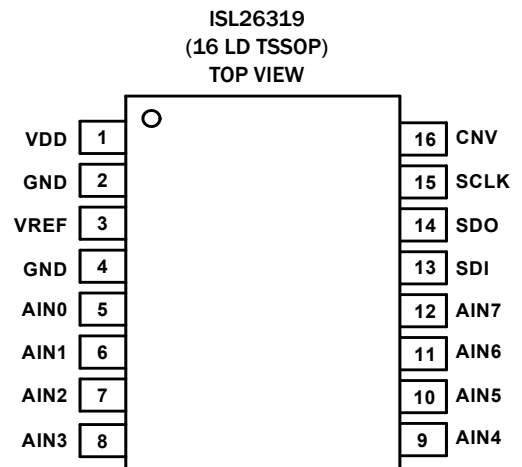 ISL26319
(16 LD TSSOP)
TOP VIEW
VDD 1 16 CNV
GND 2 15 SCLK
VREF 3 14 SDO
GND 4 13 SDI
AIN0 5 12 AIN7
AIN1 6 11 AIN6
AIN2 7 10 AIN5
AIN3 8 9 AIN4